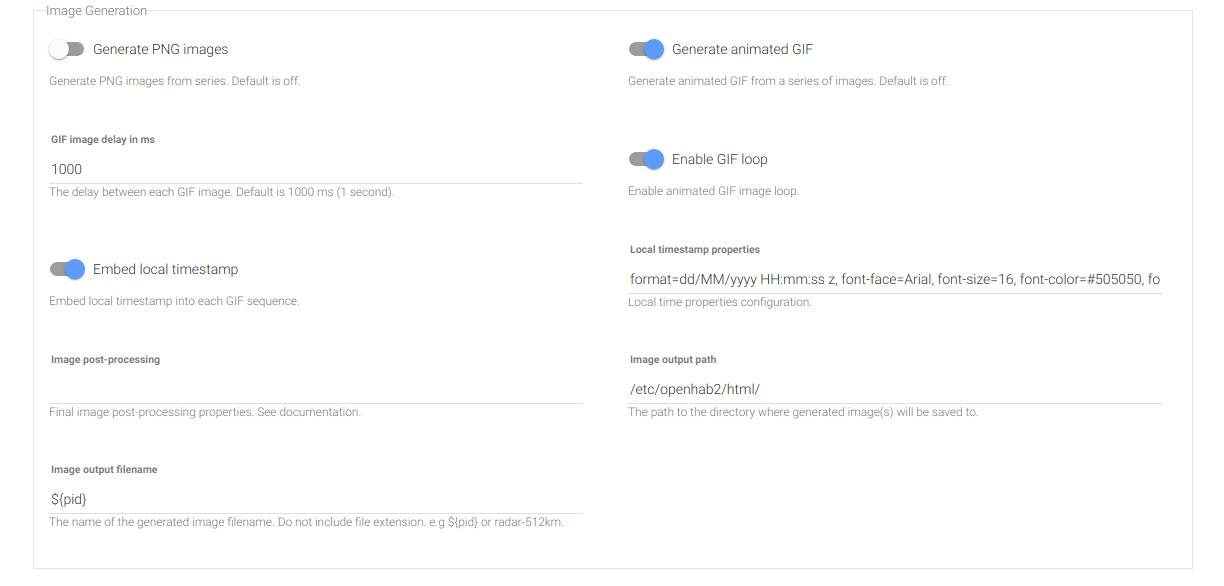 Image Generation
Generate PNG images
Generate PNG images from series. Default is off.
Generate animated GIF
Generate animated GIF from a series of images. Default is off.
GIF image delay in ms
1000
The delay between each GIF image. Default is 1000 ms (1 second).
Enable GIF loop
Enable animated GIF image loop.
Embed local timestamp
Embed local timestamp into each GIF sequence.
Local timestamp properties
format=dd/MM/yyyy HH:mm:ss z, font-face=Arial, font-size=16, font-color=#505050, fo
Local time properties configuration.
Image post-processing
Final image post-processing properties. See documentation.
Image output path
/etc/openhab2/html/
The path to the directory where generated image(s) will be saved to.
Image output filename
${pid}
The name of the generated image filename. Do not include file extension. e.g ${pid} or radar-512km.